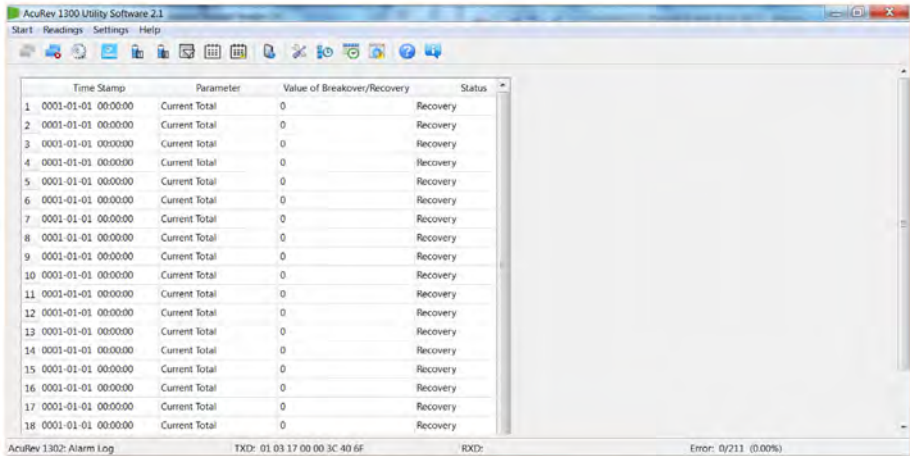 AcuRev 1300 Utility Software 2.1
Start Readings Settings Help
Time Stamp Parameter Value of Breakover/Recovery Status
1 0001-01-01 00:00:00 Current Total 0 Recovery
2 0001-01-01 00:00:00 Current Total 0 Recovery
3 0001-01-01 00:00:00 Current Total 0 Recovery
4 0001-01-01 00:00:00 Current Total 0 Recovery
5 0001-01-01 00:00:00 Current Total 0 Recovery
6 0001-01-01 00:00:00 Current Total 0 Recovery
7 0001-01-01 00:00:00 Current Total 0 Recovery
8 0001-01-01 00:00:00 Current Total 0 Recovery
9 0001-01-01 00:00:00 Current Total 0 Recovery
10 0001-01-01 00:00:00 Current Total 0 Recovery
11 0001-01-01 00:00:00 Current Total 0 Recovery
12 0001-01-01 00:00:00 Current Total 0 Recovery
13 0001-01-01 00:00:00 Current Total 0 Recovery
14 0001-01-01 00:00:00 Current Total 0 Recovery
15 0001-01-01 00:00:00 Current Total 0 Recovery
16 0001-01-01 00:00:00 Current Total 0 Recovery
17 0001-01-01 00:00:00 Current Total 0 Recovery
18 0001-01-01 00:00:00 Current Total 0 Recovery
AcuRev 1302: Alarm Log TXD: 01 03 17 00 00 3C 40 6F RXD: Error: 0/211 (0.00%)